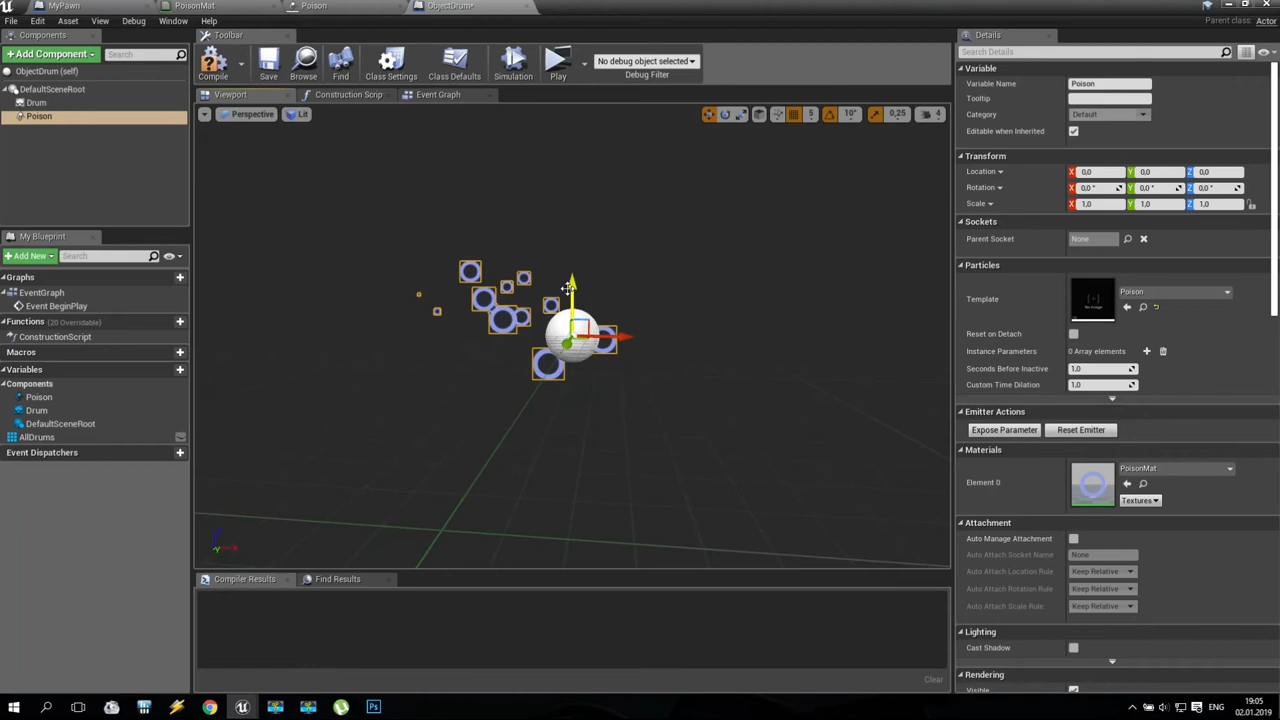 MyPawn
PoisonMat
Poison
ObjectDrum*
File Edit Asset View Debug Window Help
Parent class: Actor
Components
Toolbar
Details
Add Component
Search
Search Details
ObjectDrum (self)
Compile
Save
Browse
Find
Class Settings
Class Defaults
Simulation
Play
No debug object selected
Debug Filter
DefaultSceneRoot
Drum
Poison
Viewport
Construction Scrip
Event Graph
Perspective
Lit
5
10°
0,25
4
Variable
Variable Name
Poison
Tooltip
Category
Default
Editable when Inherited
Transform
Location
X 0,0 Y 0,0 Z 0,0
Rotation
X 0,0 ° Y 0,0 ° Z 0,0 °
Scale
X 1,0 Y 1,0 Z 1,0
Sockets
Parent Socket
None
Particles
Template
Poison
Reset on Detach
Instance Parameters
0 Array elements
Seconds Before Inactive
1,0
Custom Time Dilation
1,0
Emitter Actions
Expose Parameter
Reset Emitter
Materials
Element 0
PoisonMat
Textures
Attachment
Auto Manage Attachment
Auto Attach Socket Name
None
Auto Attach Location Rule
Keep Relative
Auto Attach Rotation Rule
Keep Relative
Auto Attach Scale Rule
Keep Relative
Lighting
Cast Shadow
Rendering
Visible
My Blueprint
Add New
Search
Graphs
EventGraph
Event BeginPlay
Functions (20 Overridable)
ConstructionScript
Macros
Variables
Components
Poison
Drum
DefaultSceneRoot
AllDrums
Event Dispatchers
Compiler Results
Find Results
Clear
ENG
19:05
02.01.2019